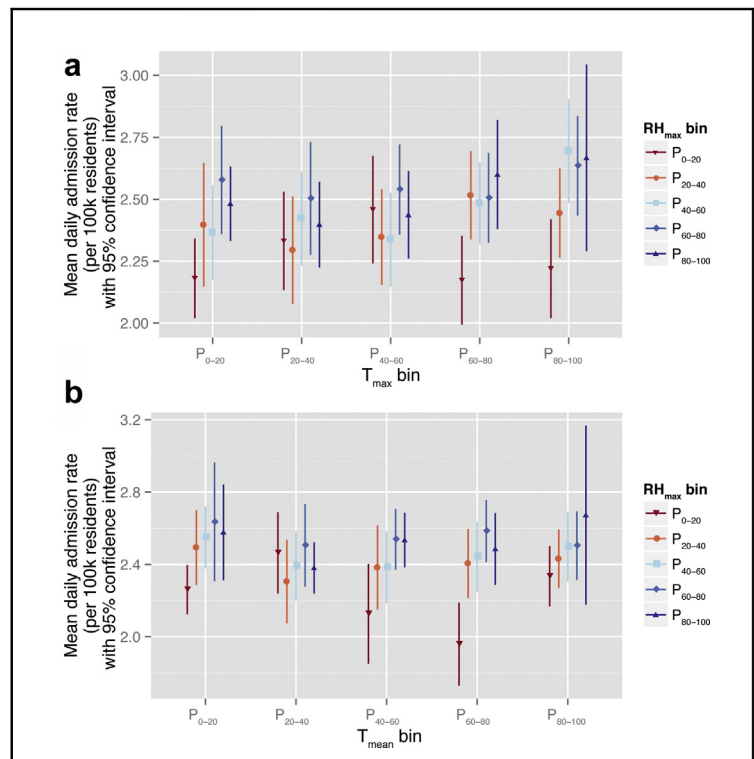 a
Mean daily admission rate
(per 100k residents)
with 95% confidence interval
3.00
2.75
2.50
2.25
2.00
P0–20
P20–40
P40–60
P60–80
P80–100
Tmax bin
RHmax bin
P0–20
P20–40
P40–60
P60–80
P80–100
b
Mean daily admission rate
(per 100k residents)
with 95% confidence interval
3.2
2.8
2.4
2.0
P0–20
P20–40
P40–60
P60–80
P80–100
Tmean bin
RHmax bin
P0–20
P20–40
P40–60
P60–80
P80–100